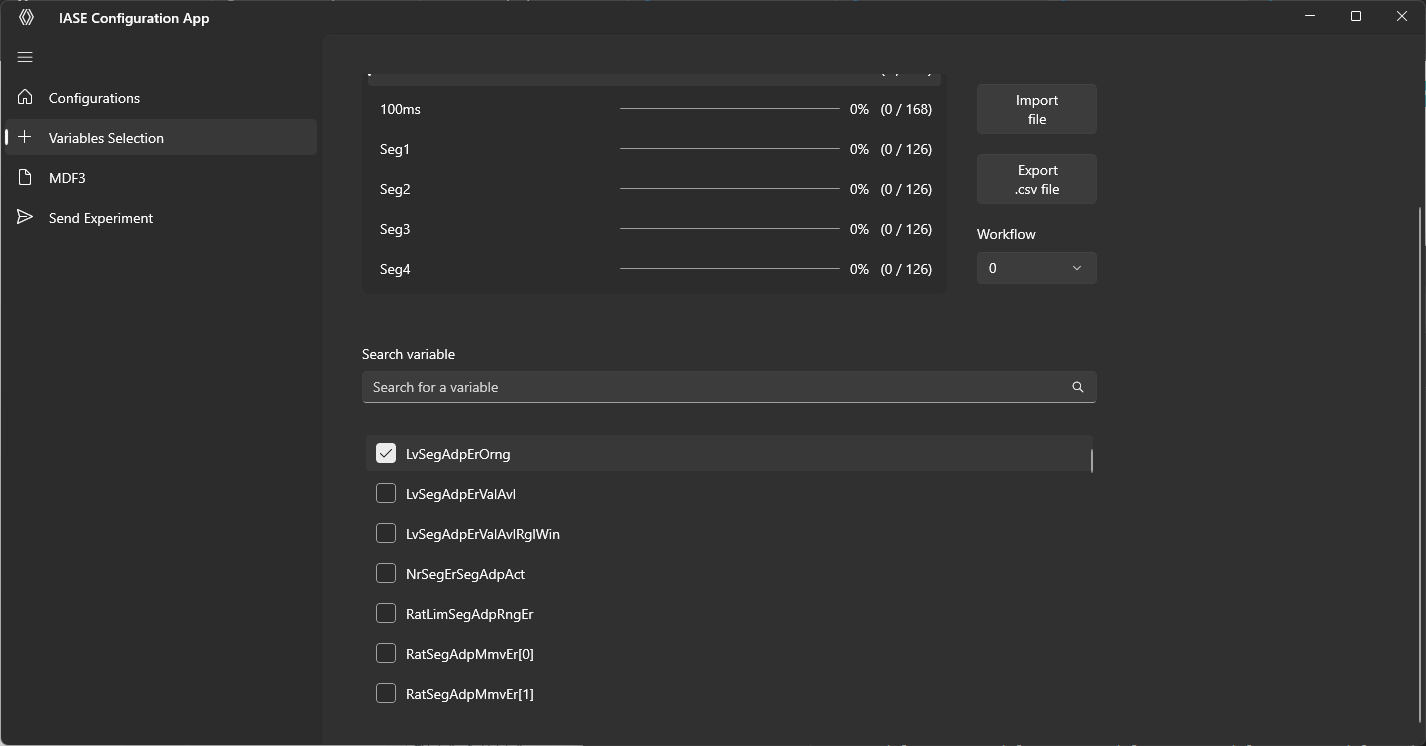 IASE Configuration App
Configurations
Variables Selection
MDF3
Send Experiment
100ms 0% (0 / 168)
Seg1 0% (0 / 126)
Seg2 0% (0 / 126)
Seg3 0% (0 / 126)
Seg4 0% (0 / 126)
Import
file
Export
.csv file
Workflow
0
Search variable
Search for a variable
LvSegAdpErOrng
LvSegAdpErValAvl
LvSegAdpErValAvlRglWin
NrSegErSegAdpAct
RatLimSegAdpRngEr
RatSegAdpMmvEr[0]
RatSegAdpMmvEr[1]